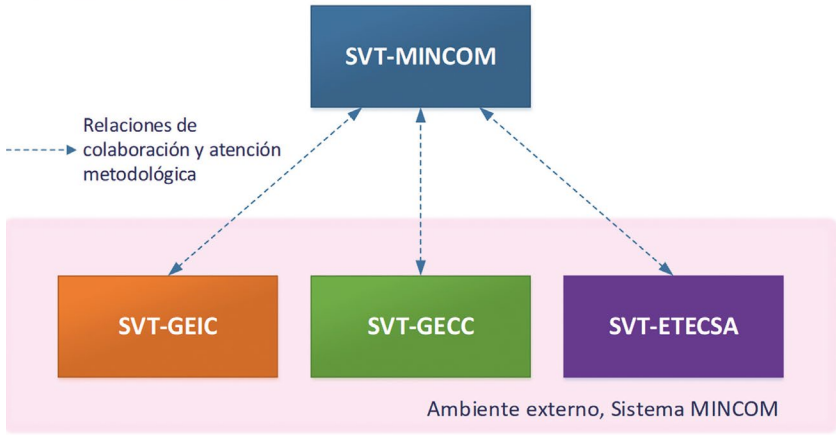 SVT-MINCOM
Relaciones de
colaboración y atención
metodológica
SVT-GEIC
SVT-GECC
SVT-ETECSA
Ambiente externo, Sistema MINCOM